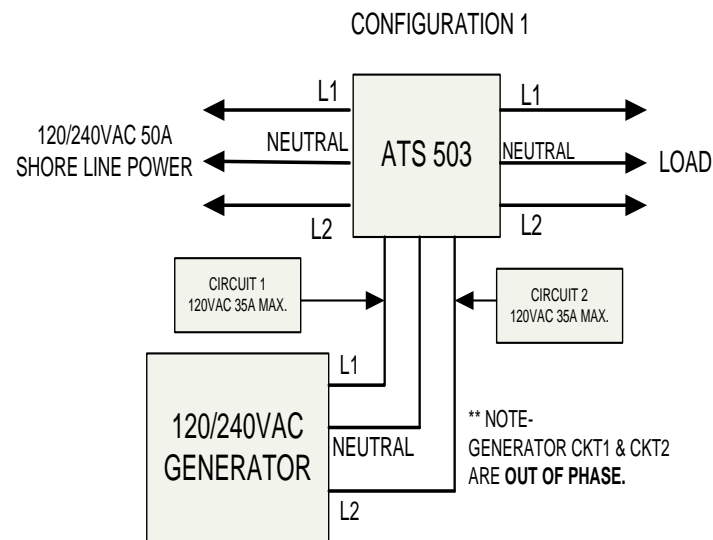 CONFIGURATION 1
L1
L1
120/240VAC 50A
SHORE LINE POWER
NEUTRAL
ATS 503
NEUTRAL
LOAD
L2
L2
CIRCUIT 1
120VAC 35A MAX.
CIRCUIT 2
120VAC 35A MAX.
L1
120/240VAC
GENERATOR
NEUTRAL
L2
** NOTE-
GENERATOR CKT1 & CKT2
ARE OUT OF PHASE.